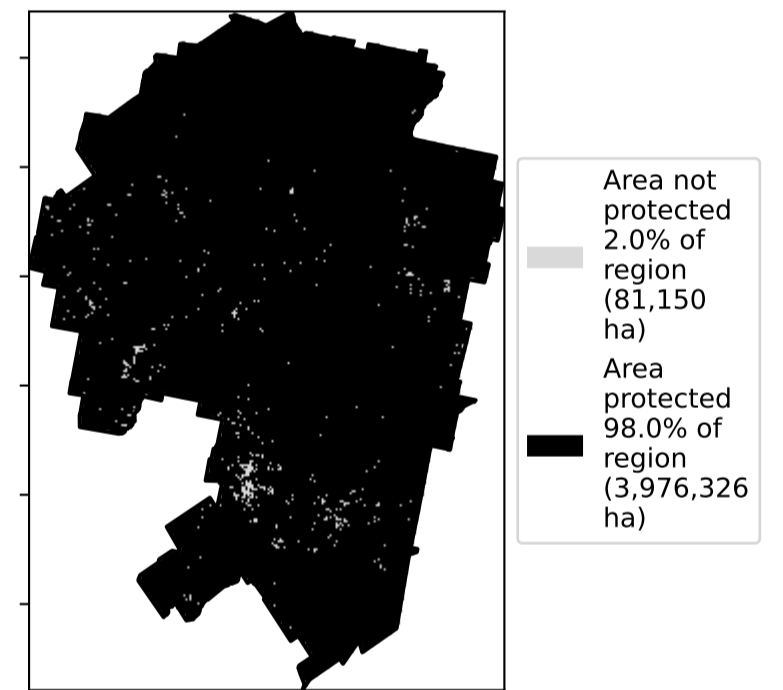 Area not
protected
2.0% of
region
(81,150
ha)
Area
protected
98.0% of
region
(3,976,326
ha)